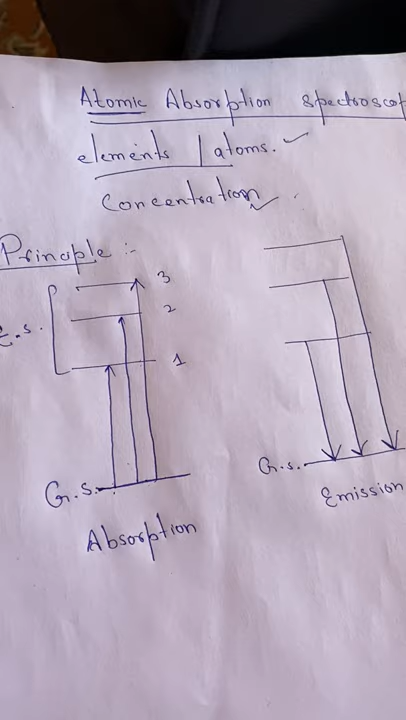 Atomic Absorption spectroscop
elements / atoms.
Concentration
Principle :-
E.s.
3
2
1
G.s.
Absorption
G.s.
Emission